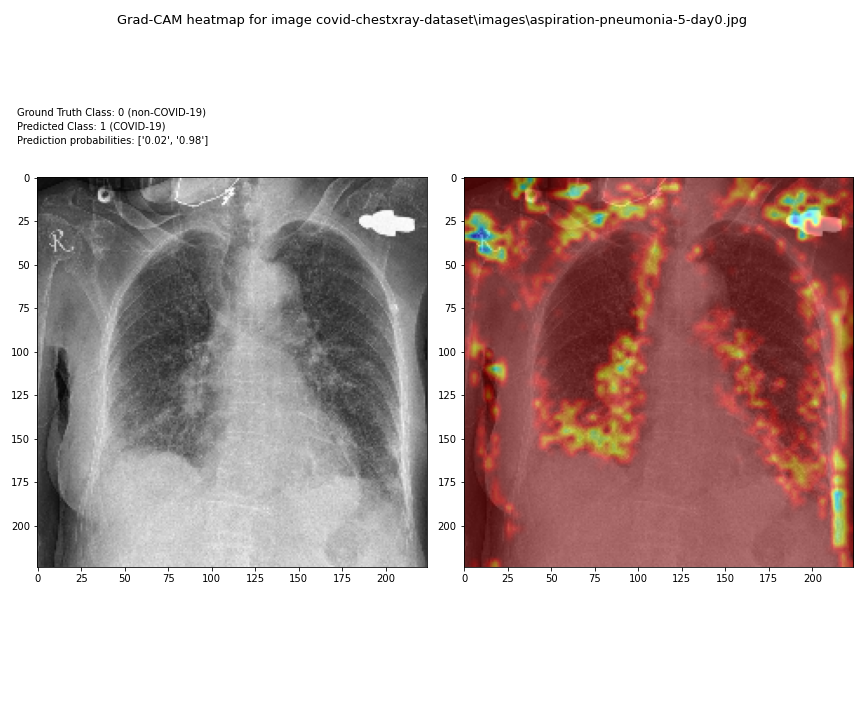 Grad-CAM heatmap for image covid-chestxray-dataset\images\aspiration-pneumonia-5-day0.jpg
Ground Truth Class: 0 (non-COVID-19)
Predicted Class: 1 (COVID-19)
Prediction probabilities: ['0.02', '0.98']
0
25
50
75
100
125
150
175
200
0 25 50 75 100 125 150 175 200
R
0
25
50
75
100
125
150
175
200
0 25 50 75 100 125 150 175 200
R